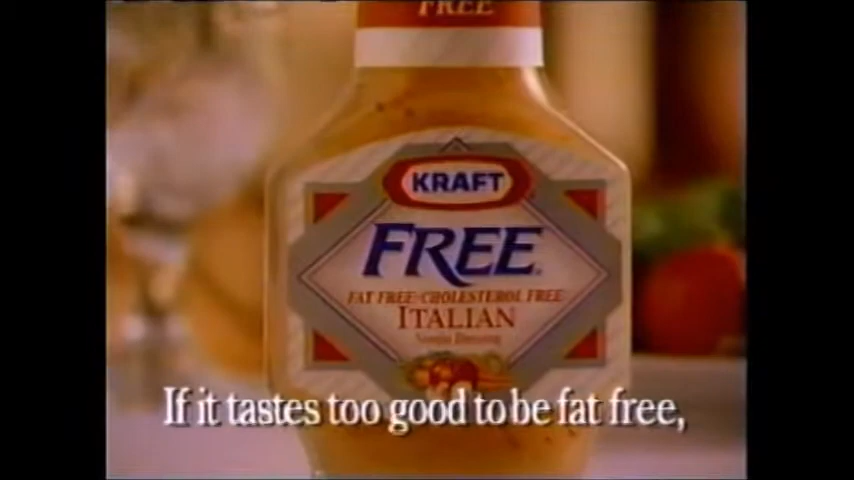 FREE
KRAFT
FREE
FAT FREE•CHOLESTEROL FREE
ITALIAN
If it tastes too good to be fat free,